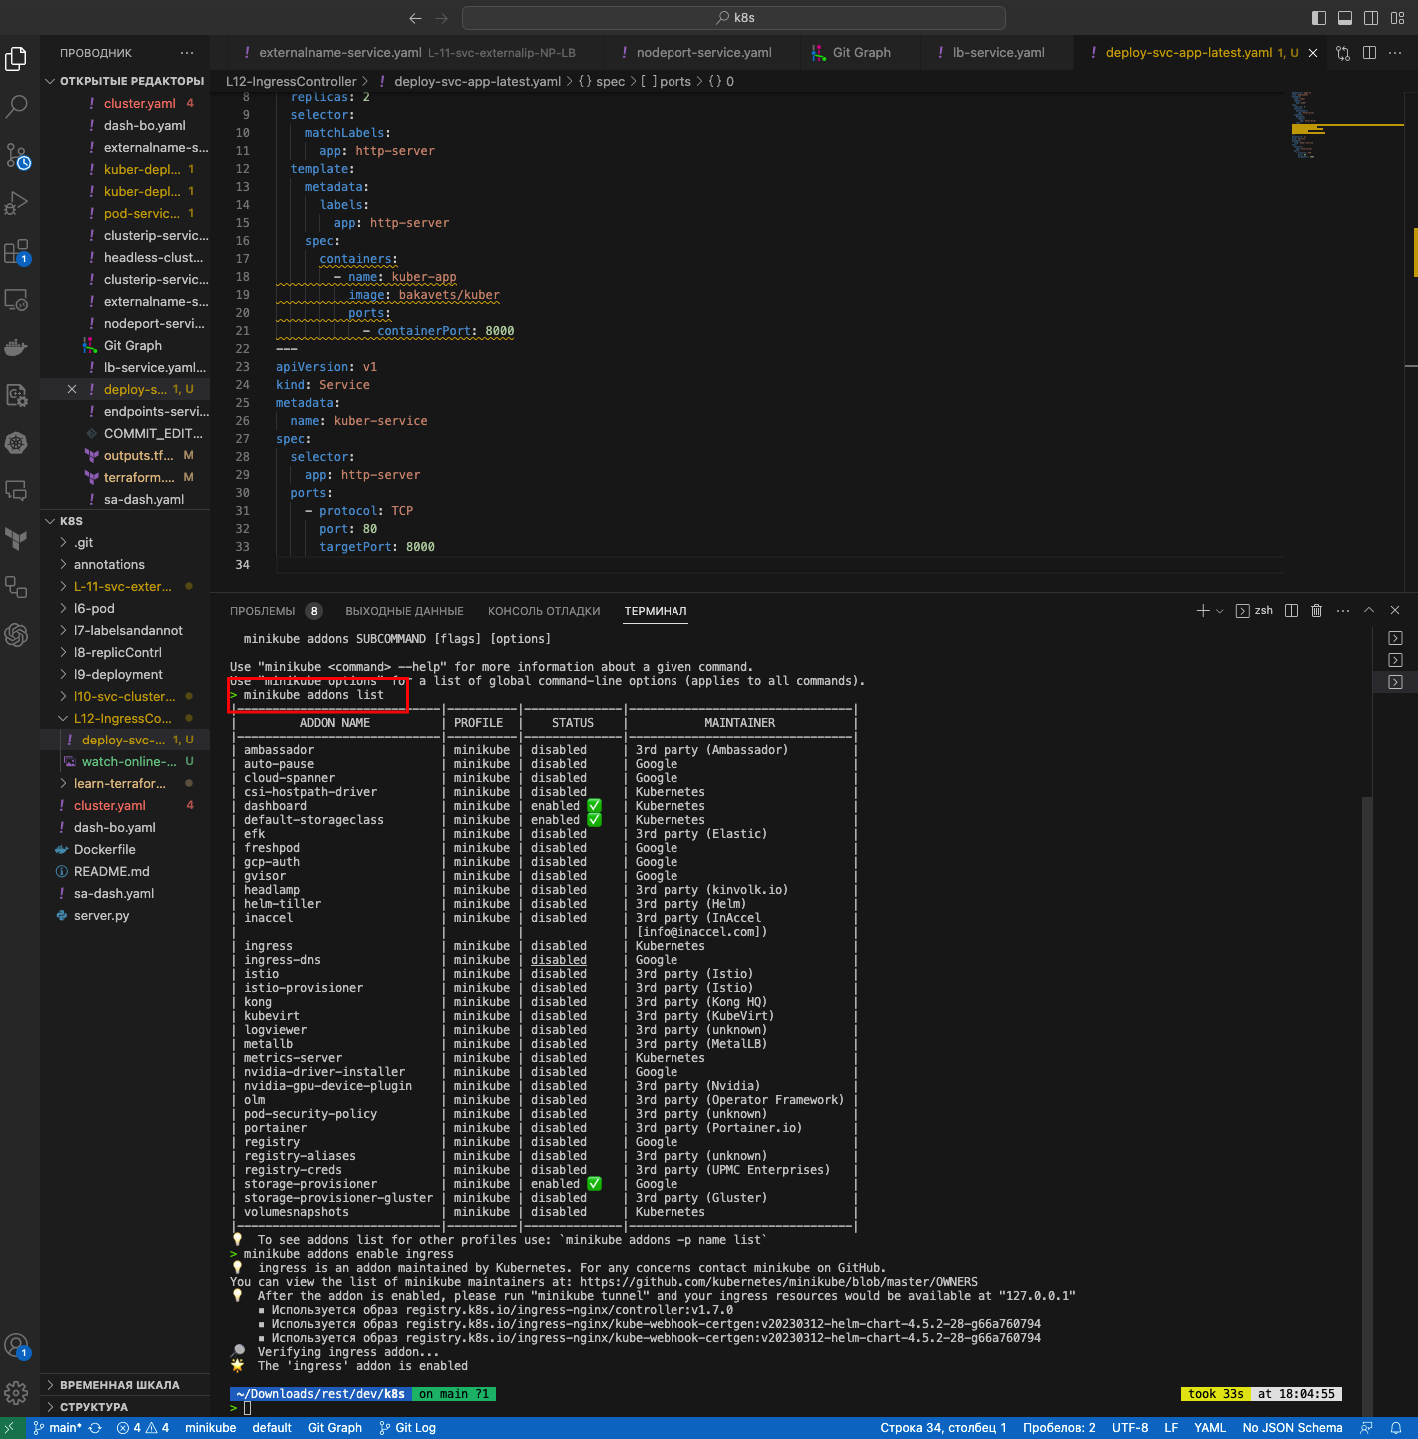 k8s
ПРОВОДНИК
ОТКРЫТЫЕ РЕДАКТОРЫ
! cluster.yaml 4
! dash-bo.yaml
! externalname-s...
! kuber-depl... 1
! kuber-depl... 1
! pod-servic... 1
! clusterip-servic...
! headless-clust...
! clusterip-servic...
! externalname-s...
! nodeport-servi...
Git Graph
! lb-service.yaml...
! deploy-s... 1, U
! endpoints-servi...
COMMIT_EDIT...
outputs.tf... M
terraform.... M
! sa-dash.yaml
K8S
.git
annotations
L-11-svc-exter...
l6-pod
l7-labelsandannot
l8-replicContrl
l9-deployment
l10-svc-cluster...
L12-IngressCo...
! deploy-svc-... 1, U
watch-online-... U
learn-terrafor...
! cluster.yaml 4
! dash-bo.yaml
Dockerfile
README.md
! sa-dash.yaml
server.py
ВРЕМЕННАЯ ШКАЛА
СТРУКТУРА
1
1
! externalname-service.yaml L-11-svc-externalip-NP-LB
! nodeport-service.yaml
Git Graph
! lb-service.yaml
! deploy-svc-app-latest.yaml 1, U
L12-IngressController > ! deploy-svc-app-latest.yaml > {} spec > [ ] ports > {} 0
8 replicas: 2
9 selector:
10 matchLabels:
11 app: http-server
12 template:
13 metadata:
14 labels:
15 app: http-server
16 spec:
17 containers:
18 - name: kuber-app
19 image: bakavets/kuber
20 ports:
21 - containerPort: 8000
22 ---
23 apiVersion: v1
24 kind: Service
25 metadata:
26 name: kuber-service
27 spec:
28 selector:
29 app: http-server
30 ports:
31 - protocol: TCP
32 port: 80
33 targetPort: 8000
34
ПРОБЛЕМЫ 8 ВЫХОДНЫЕ ДАННЫЕ КОНСОЛЬ ОТЛАДКИ ТЕРМИНАЛ
zsh
minikube addons SUBCOMMAND [flags] [options]
Use "minikube <command> --help" for more information about a given command.
Use "minikube options" for a list of global command-line options (applies to all commands).
> minikube addons list
| ADDON NAME | PROFILE | STATUS | MAINTAINER |
| ambassador | minikube | disabled | 3rd party (Ambassador) |
| auto-pause | minikube | disabled | Google |
| cloud-spanner | minikube | disabled | Google |
| csi-hostpath-driver | minikube | disabled | Kubernetes |
| dashboard | minikube | enabled ✅ | Kubernetes |
| default-storageclass | minikube | enabled ✅ | Kubernetes |
| efk | minikube | disabled | 3rd party (Elastic) |
| freshpod | minikube | disabled | Google |
| gcp-auth | minikube | disabled | Google |
| gvisor | minikube | disabled | Google |
| headlamp | minikube | disabled | 3rd party (kinvolk.io) |
| helm-tiller | minikube | disabled | 3rd party (Helm) |
| inaccel | minikube | disabled | 3rd party (InAccel |
| | | | [info@inaccel.com]) |
| ingress | minikube | disabled | Kubernetes |
| ingress-dns | minikube | disabled | Google |
| istio | minikube | disabled | 3rd party (Istio) |
| istio-provisioner | minikube | disabled | 3rd party (Istio) |
| kong | minikube | disabled | 3rd party (Kong HQ) |
| kubevirt | minikube | disabled | 3rd party (KubeVirt) |
| logviewer | minikube | disabled | 3rd party (unknown) |
| metallb | minikube | disabled | 3rd party (MetalLB) |
| metrics-server | minikube | disabled | Kubernetes |
| nvidia-driver-installer | minikube | disabled | Google |
| nvidia-gpu-device-plugin | minikube | disabled | 3rd party (Nvidia) |
| olm | minikube | disabled | 3rd party (Operator Framework) |
| pod-security-policy | minikube | disabled | 3rd party (unknown) |
| portainer | minikube | disabled | 3rd party (Portainer.io) |
| registry | minikube | disabled | Google |
| registry-aliases | minikube | disabled | 3rd party (unknown) |
| registry-creds | minikube | disabled | 3rd party (UPMC Enterprises) |
| storage-provisioner | minikube | enabled ✅ | Google |
| storage-provisioner-gluster | minikube | disabled | 3rd party (Gluster) |
| volumesnapshots | minikube | disabled | Kubernetes |
💡 To see addons list for other profiles use: `minikube addons -p name list`
> minikube addons enable ingress
💡 ingress is an addon maintained by Kubernetes. For any concerns contact minikube on GitHub.
You can view the list of minikube maintainers at: https://github.com/kubernetes/minikube/blob/master/OWNERS
💡 After the addon is enabled, please run "minikube tunnel" and your ingress resources would be available at "127.0.0.1"
▪ Используется образ registry.k8s.io/ingress-nginx/controller:v1.7.0
▪ Используется образ registry.k8s.io/ingress-nginx/kube-webhook-certgen:v20230312-helm-chart-4.5.2-28-g66a760794
▪ Используется образ registry.k8s.io/ingress-nginx/kube-webhook-certgen:v20230312-helm-chart-4.5.2-28-g66a760794
🔎 Verifying ingress addon...
🌟 The 'ingress' addon is enabled
~/Downloads/rest/dev/k8s on main ?1 took 33s at 18:04:55
>
main* 4 4 minikube default Git Graph Git Log Строка 34, столбец 1 Пробелов: 2 UTF-8 LF YAML No JSON Schema